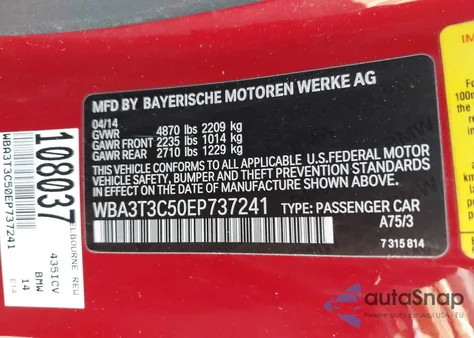 MFD BY BAYERISCHE MOTOREN WERKE AG
04/14
GVWR 4870 lbs 2209 kg
GAWR FRONT 2235 lbs 1014 kg
GAWR REAR 2710 lbs 1229 kg
THIS VEHICLE CONFORMS TO ALL APPLICABLE U.S.FEDERAL MOTOR
VEHICLE SAFETY, BUMPER AND THEFT PREVENTION STANDARDS
IN EFFECT ON THE DATE OF MANUFACTURE SHOWN ABOVE.
WBA3T3C50EP737241 TYPE: PASSENGER CAR
A75/3
7 315 814
WBA3T3C50EP737241
108037
ELBOURNE RED
435ICV
BMW
14
E14
autoSnap